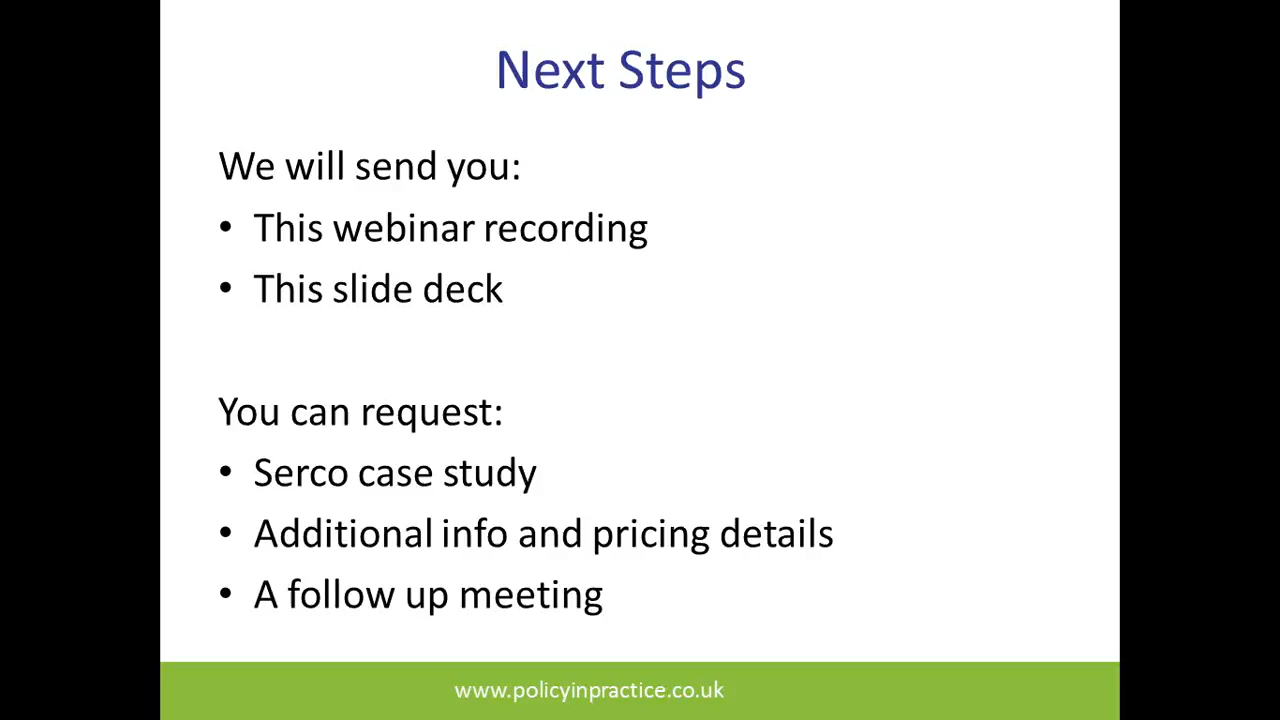 Next Steps
We will send you:
• This webinar recording
• This slide deck
You can request:
• Serco case study
• Additional info and pricing details
• A follow up meeting
www.policyinpractice.co.uk